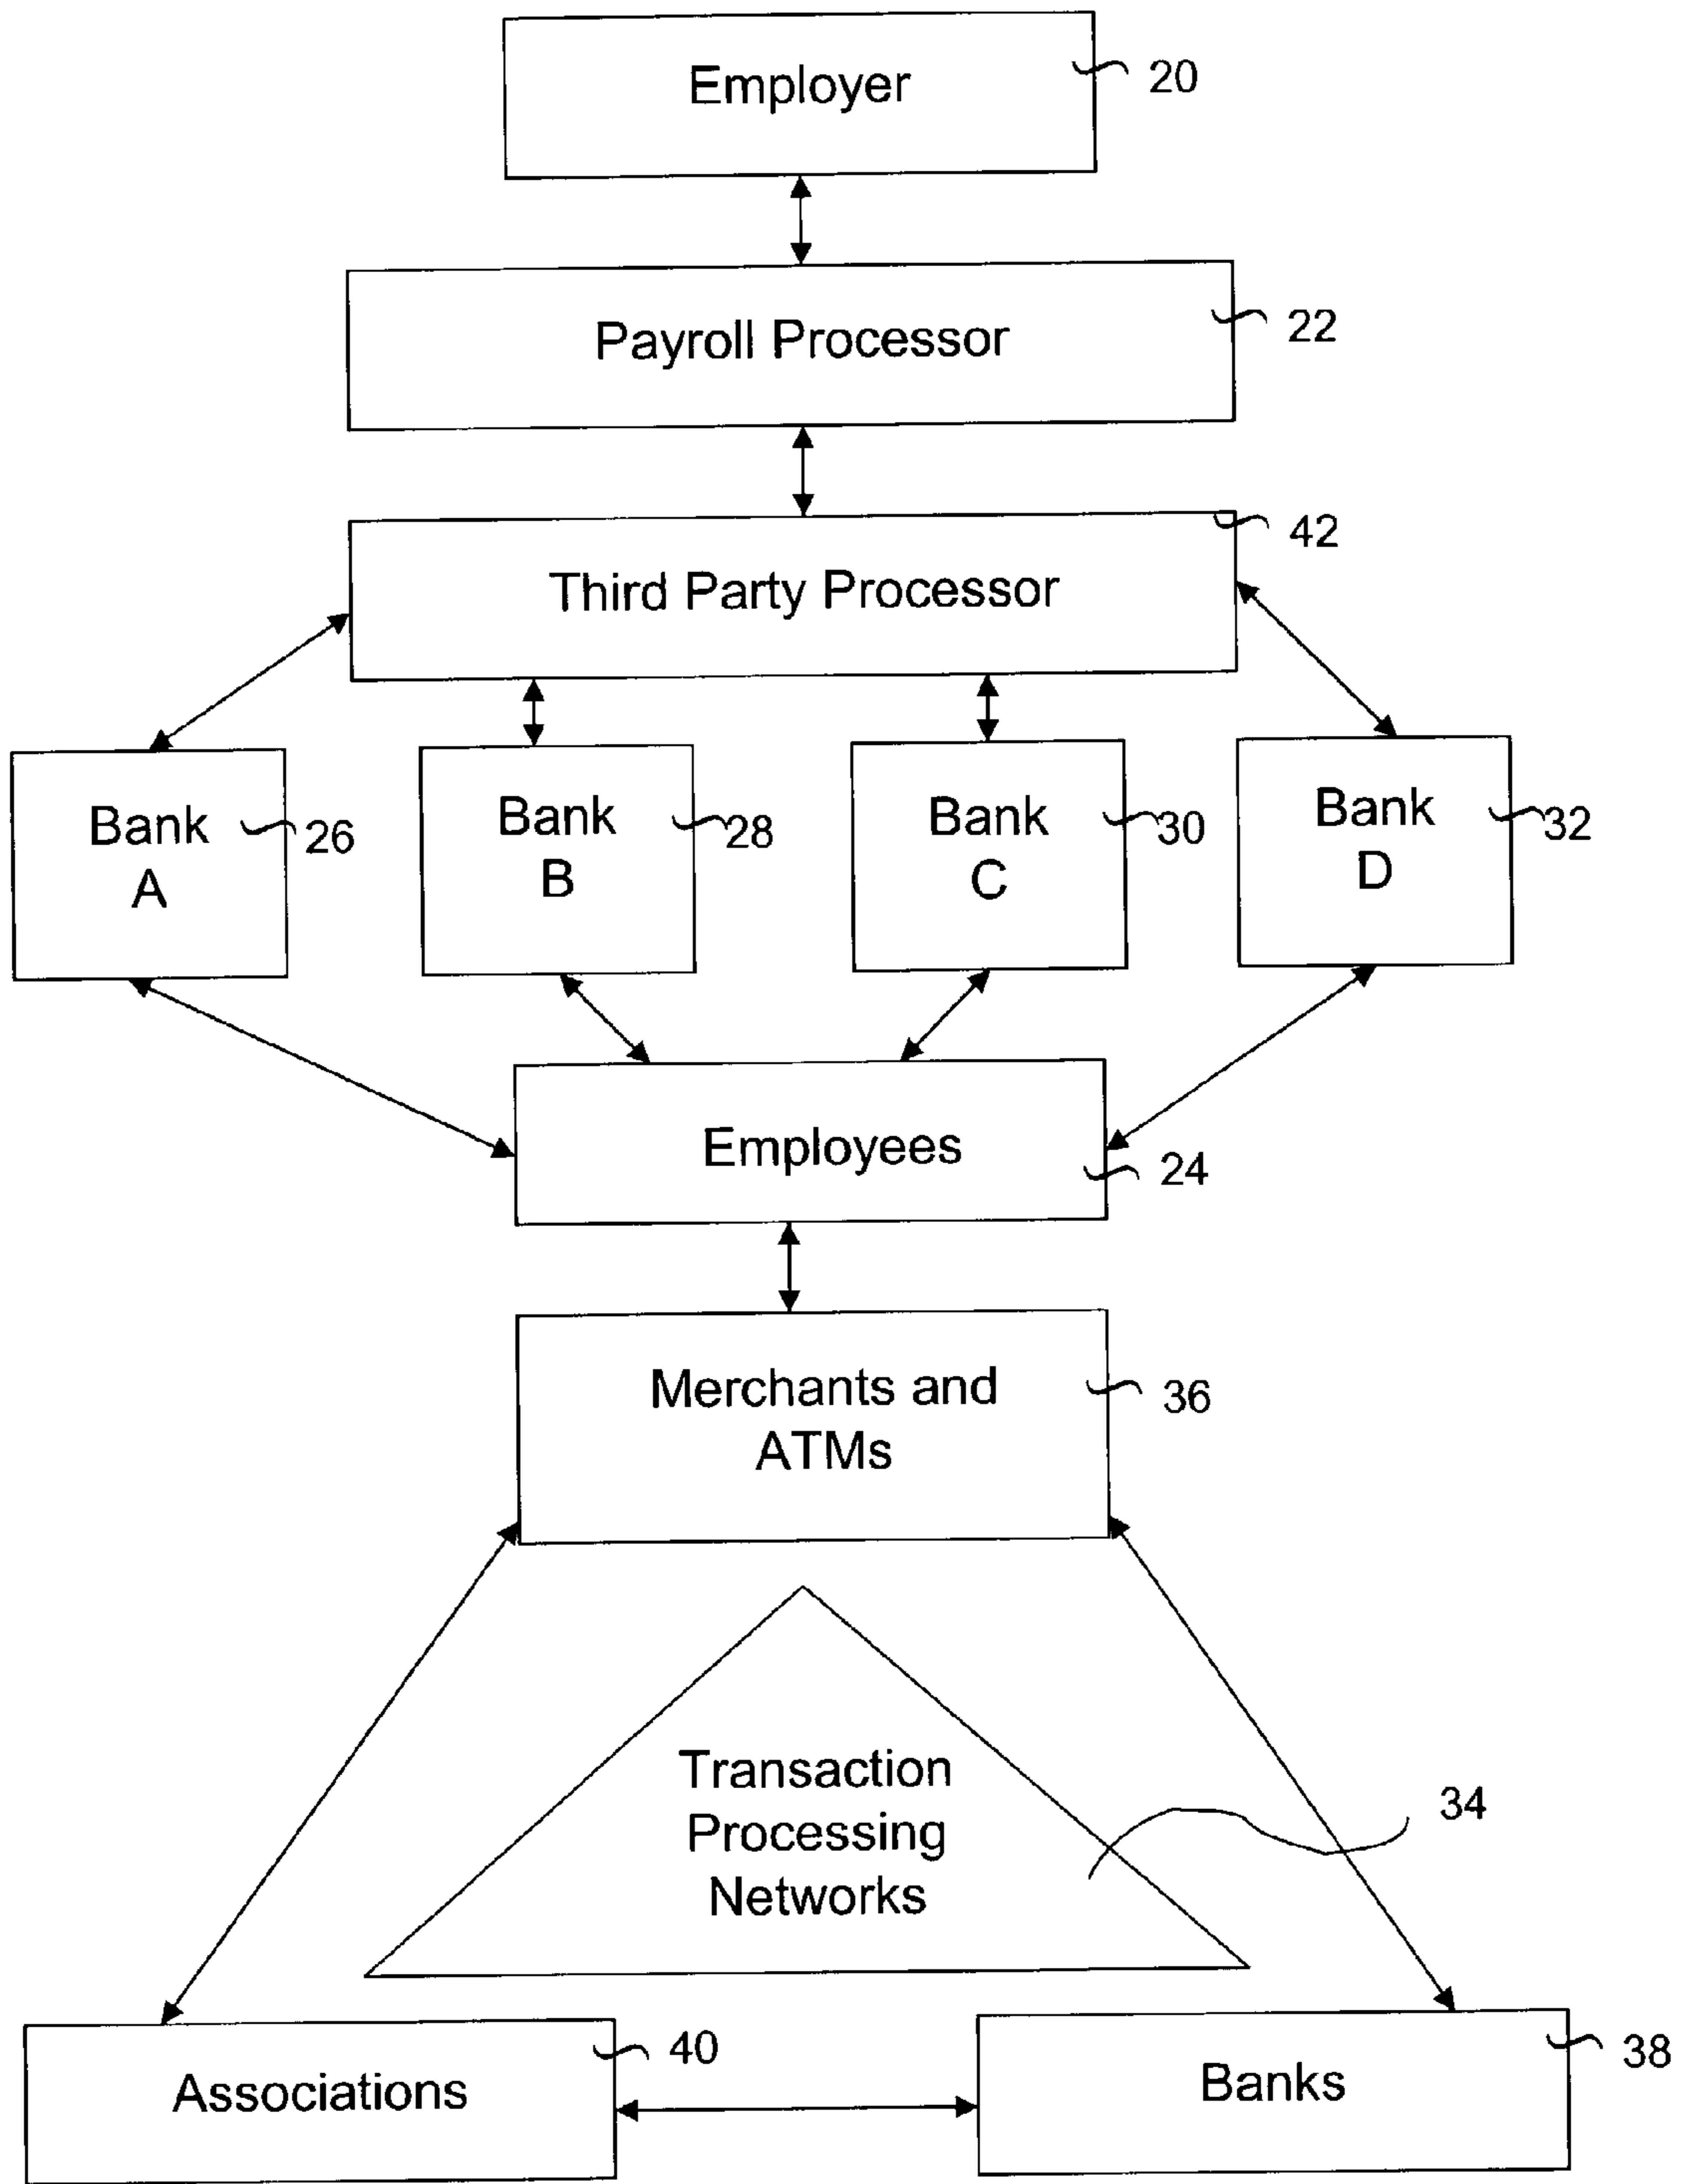 Employer
20
Payroll Processor
22
42
Third Party Processor
Bank
A
26
Bank
B
28
Bank
C
30
Bank
D
32
Employees
24
Merchants and
ATMs
36
Transaction
Processing
Networks
34
Associations
40
Banks
38